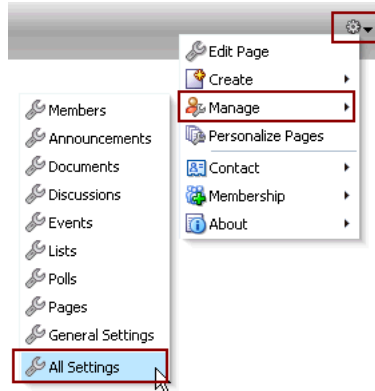 Edit Page
Create
Manage
Personalize Pages
Contact
Membership
About
Members
Announcements
Documents
Discussions
Events
Lists
Polls
Pages
General Settings
All Settings